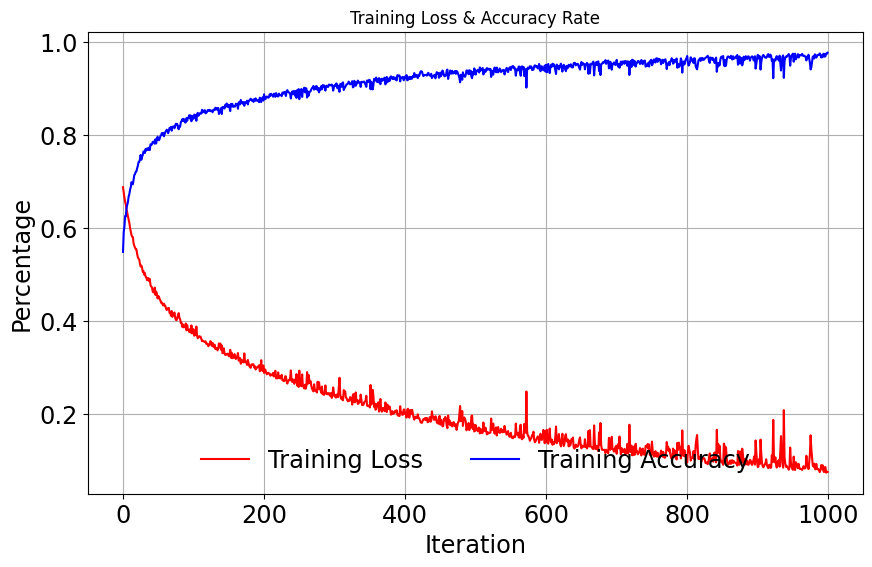 Training Loss & Accuracy Rate
1.0
0.8
0.6
0.4
0.2
Percentage
Training Loss
Training Accuracy
0
200
400
600
800
1000
Iteration